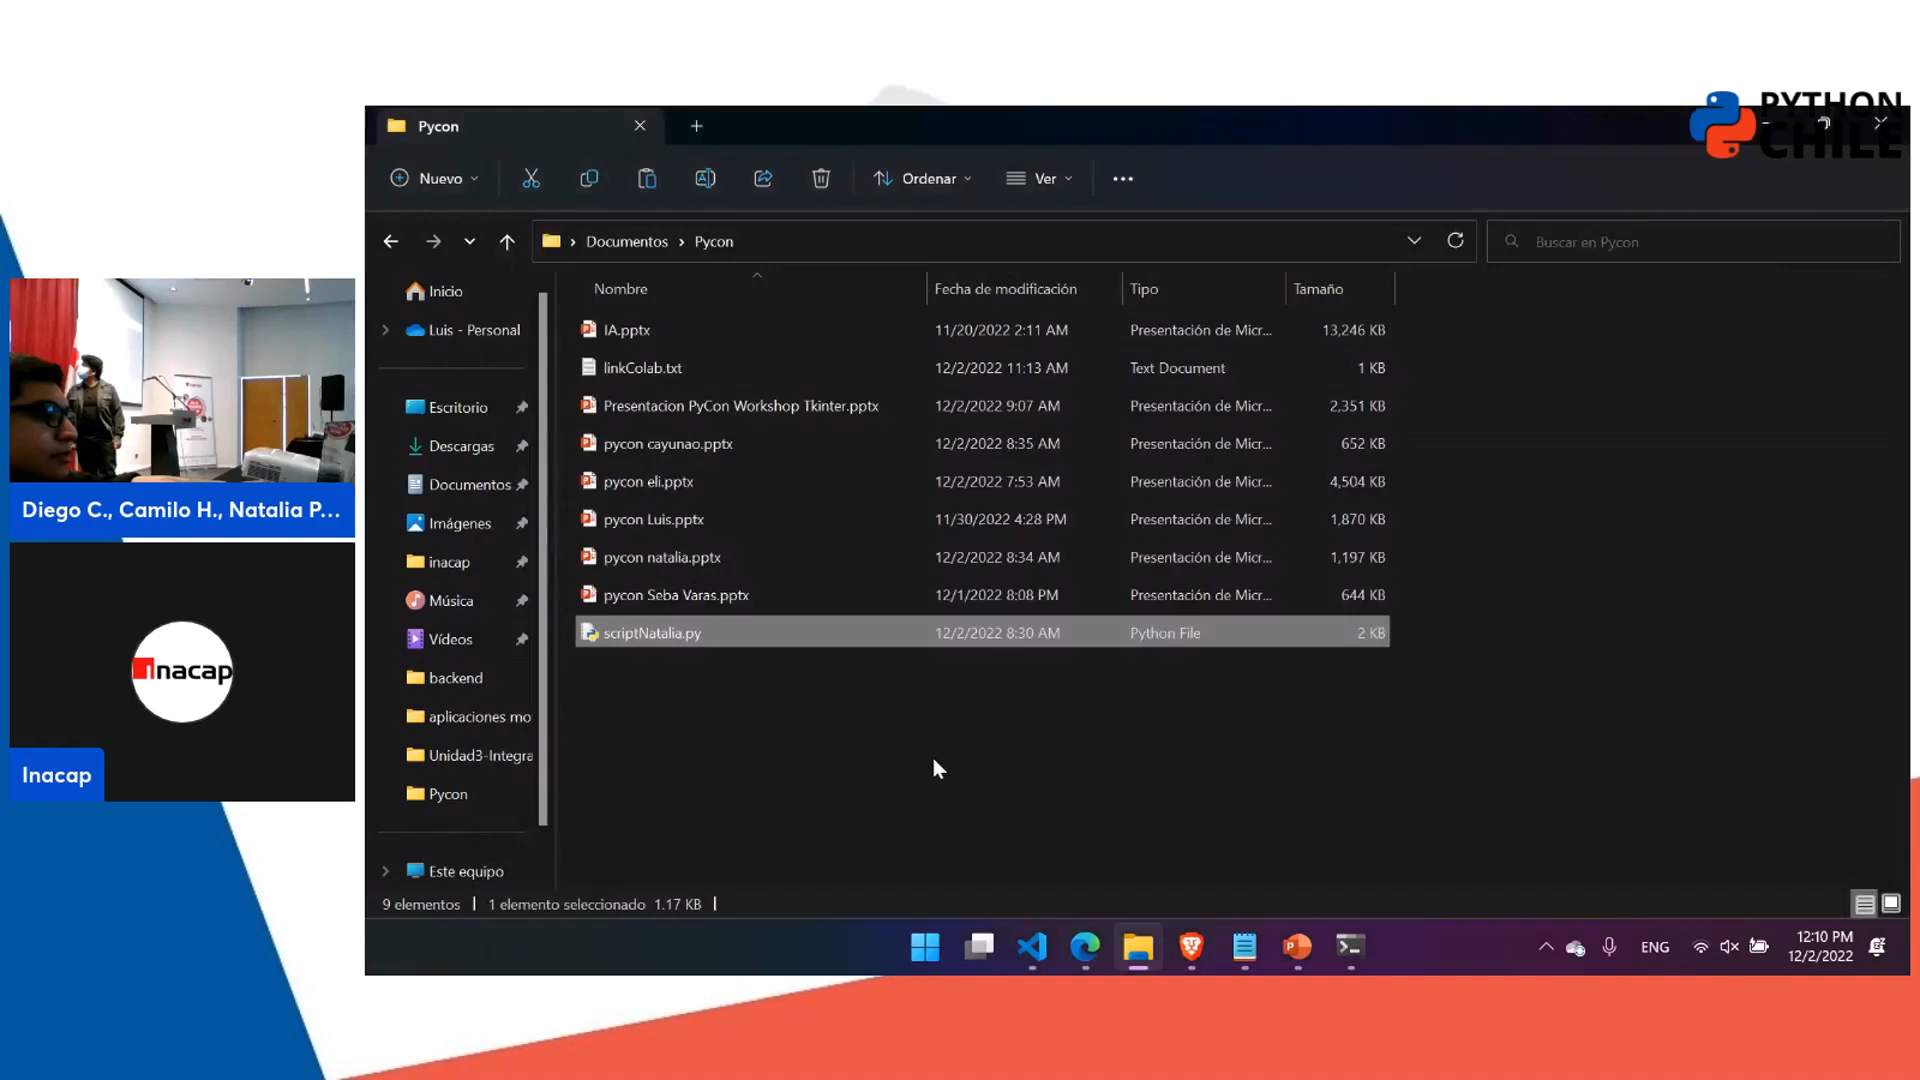 PYTHON
CHILE
Pycon
Nuevo
Ordenar
Ver
Documentos
Pycon
Buscar en Pycon
Nombre
Fecha de modificación
Tipo
Tamaño
IA.pptx 11/20/2022 2:11 AM Presentación de Micr... 13,246 KB
linkColab.txt 12/2/2022 11:13 AM Text Document 1 KB
Presentacion PyCon Workshop Tkinter.pptx 12/2/2022 9:07 AM Presentación de Micr... 2,351 KB
pycon cayunao.pptx 12/2/2022 8:35 AM Presentación de Micr... 652 KB
pycon eli.pptx 12/2/2022 7:53 AM Presentación de Micr... 4,504 KB
pycon Luis.pptx 11/30/2022 4:28 PM Presentación de Micr... 1,870 KB
pycon natalia.pptx 12/2/2022 8:34 AM Presentación de Micr... 1,197 KB
pycon Seba Varas.pptx 12/1/2022 8:08 PM Presentación de Micr... 644 KB
scriptNatalia.py 12/2/2022 8:30 AM Python File 2 KB
Inicio
Luis - Personal
Escritorio
Descargas
Documentos
Imágenes
inacap
Música
Vídeos
backend
aplicaciones mo
Unidad3-Integra
Pycon
Este equipo
9 elementos
1 elemento seleccionado 1.17 KB
ENG
12:10 PM
12/2/2022
Diego C., Camilo H., Natalia P...
Inacap
Inacap